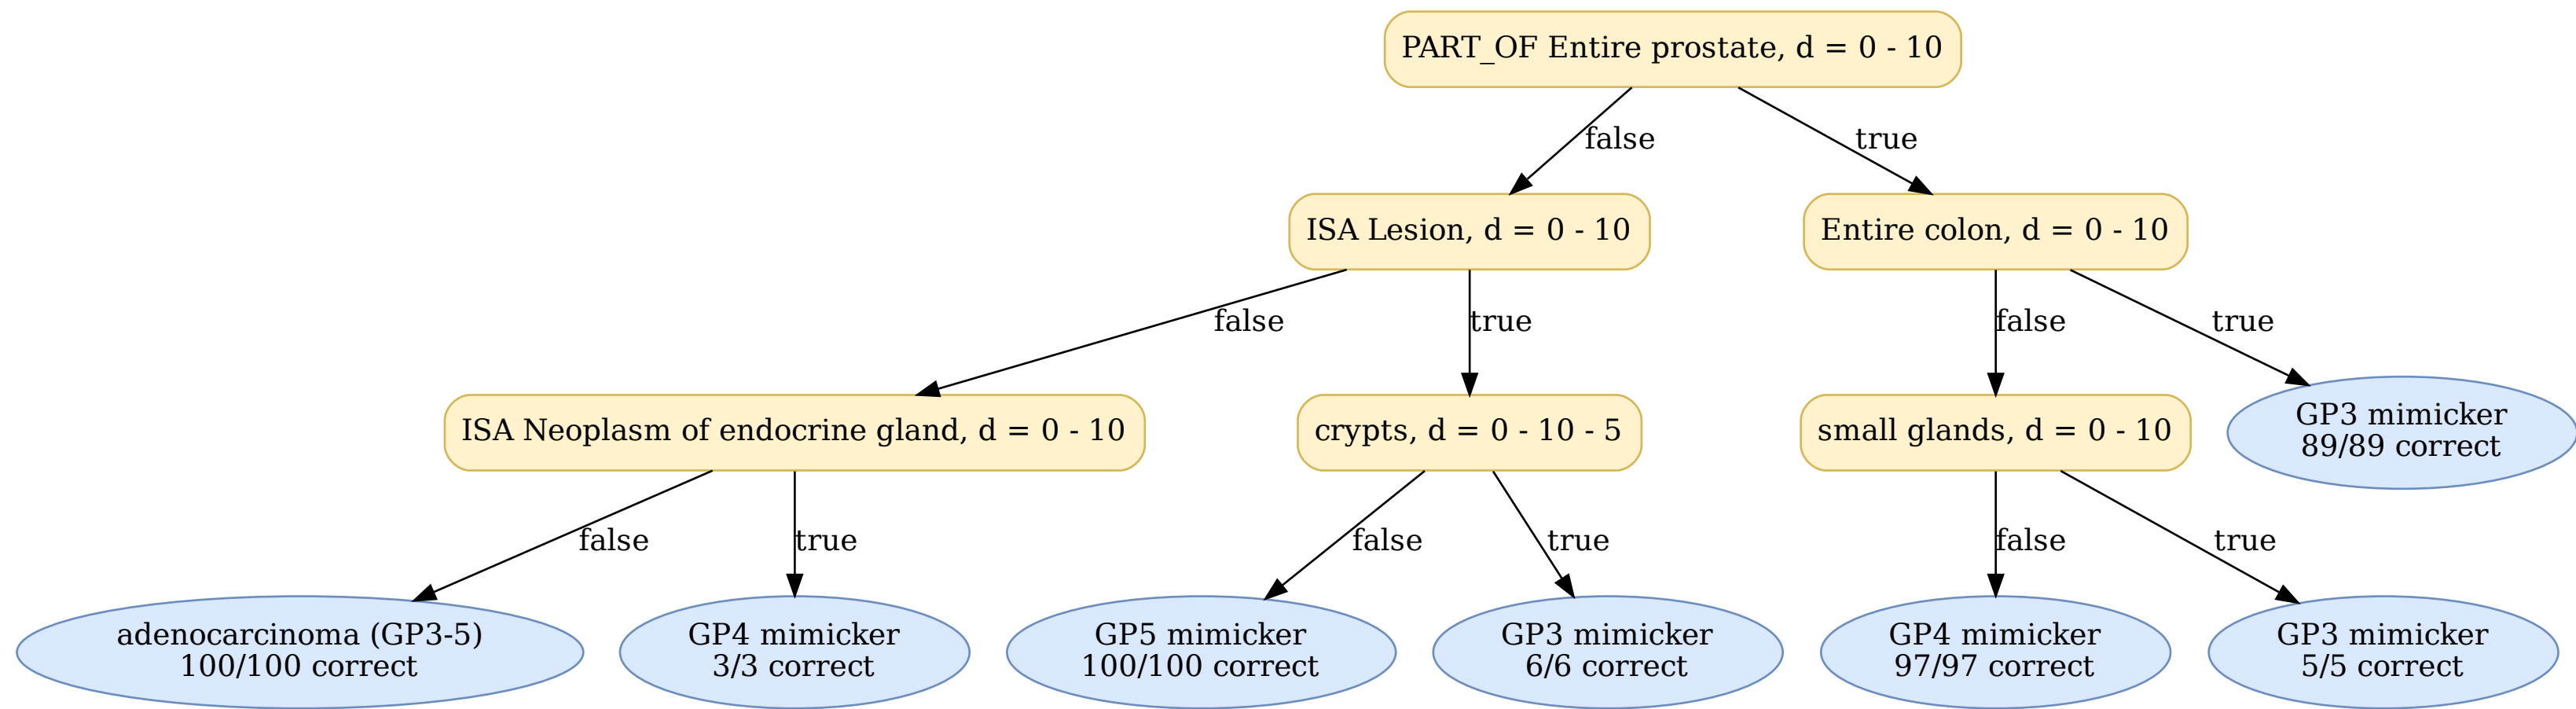 PART_OF Entire prostate, d = 0 - 10
false
true
ISA Lesion, d = 0 - 10
Entire colon, d = 0 - 10
false
true
false
true
ISA Neoplasm of endocrine gland, d = 0 - 10
crypts, d = 0 - 10 - 5
small glands, d = 0 - 10
GP3 mimicker
89/89 correct
false
true
false
true
false
true
adenocarcinoma (GP3-5)
100/100 correct
GP4 mimicker
3/3 correct
GP5 mimicker
100/100 correct
GP3 mimicker
6/6 correct
GP4 mimicker
97/97 correct
GP3 mimicker
5/5 correct